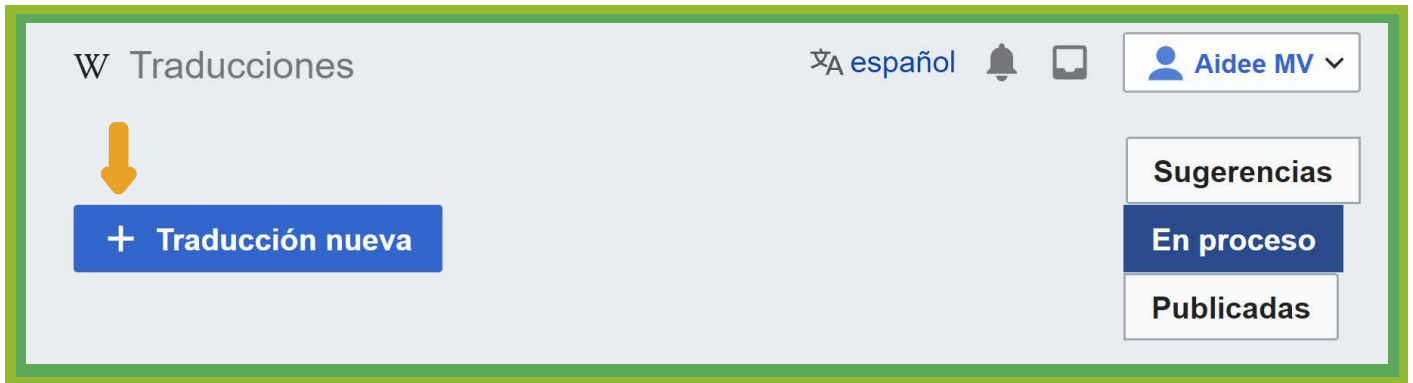 W Traducciones
español
Aidee MV
Sugerencias
+ Traducción nueva
En proceso
Publicadas